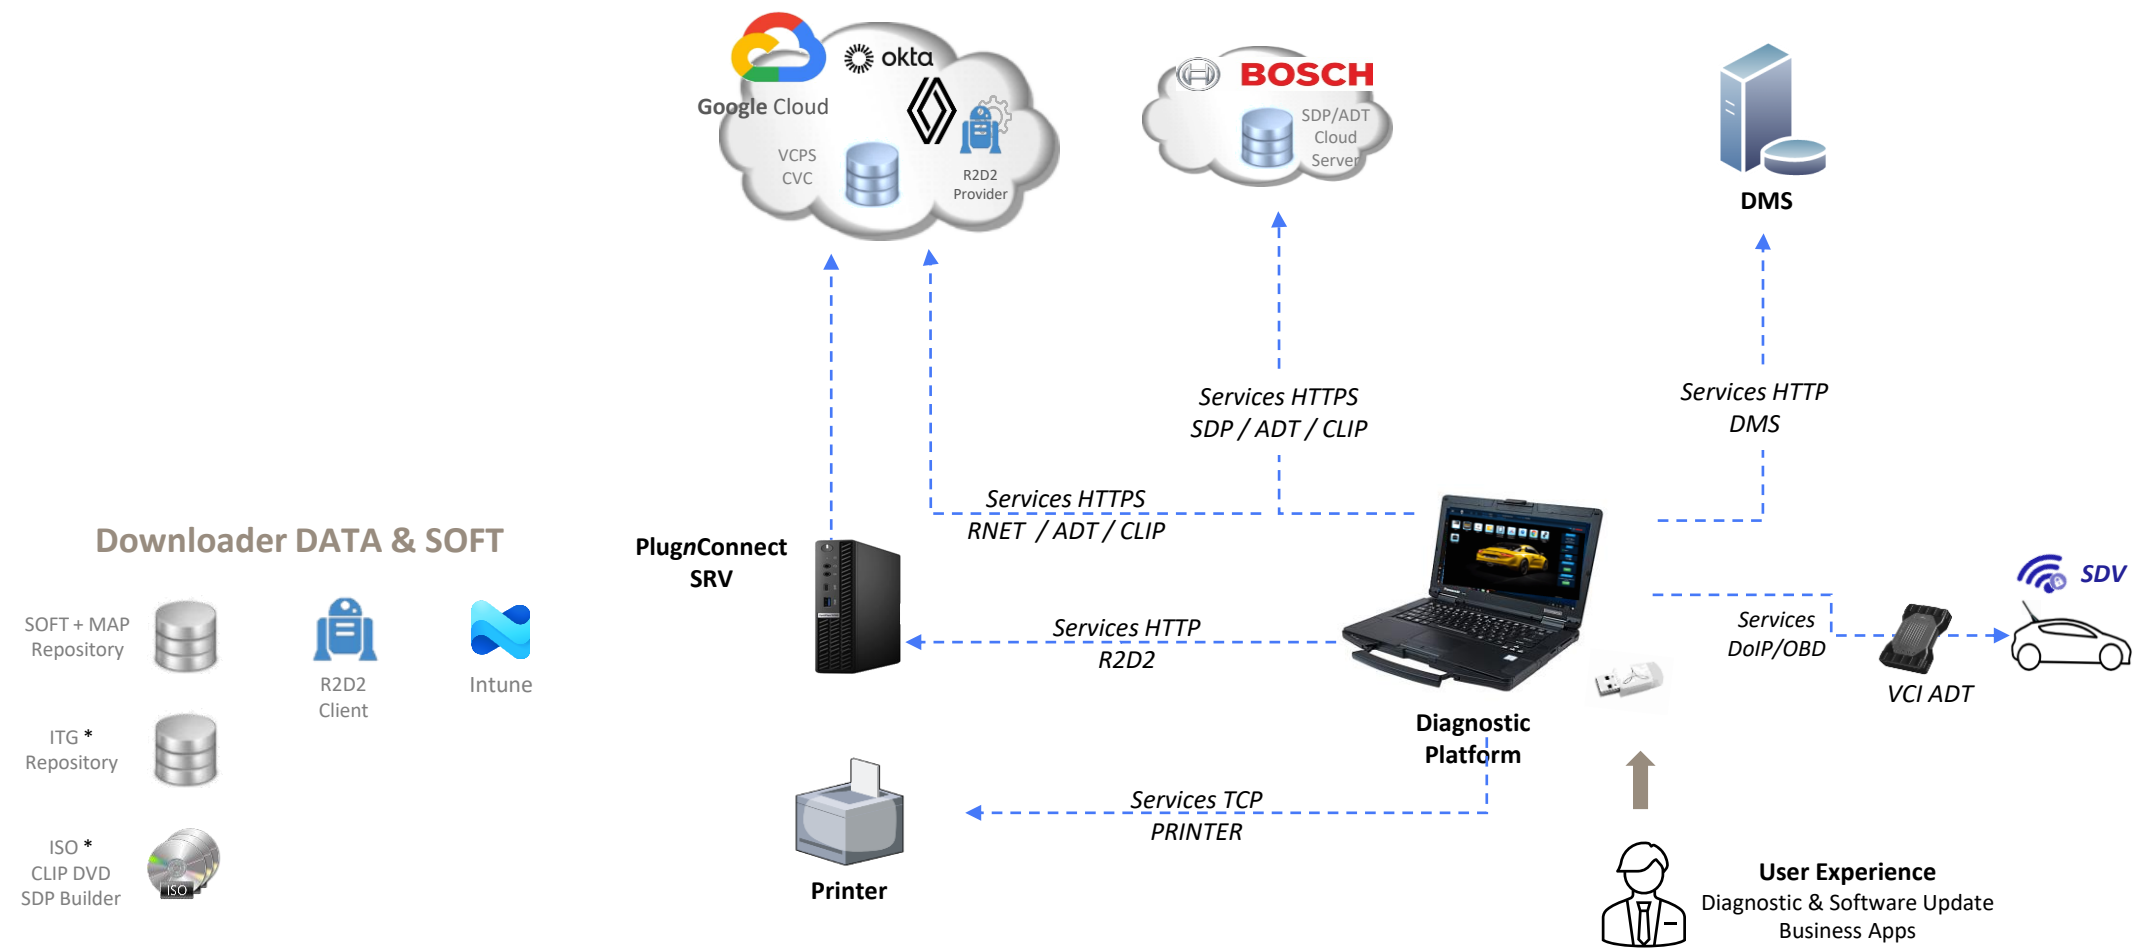 okta
Google Cloud
VCPS
CVC
R2D2
Provider
BOSCH
SDP/ADT
Cloud
Server
DMS
Services HTTPS
SDP / ADT / CLIP
Services HTTP
DMS
Services HTTPS
RNET / ADT / CLIP
Downloader DATA & SOFT
PlugnConnect
SRV
SDV
SOFT + MAP
Repository
R2D2
Client
Intune
Services HTTP
R2D2
Services
DoIP/OBD
VCI ADT
Diagnostic
Platform
ITG *
Repository
Services TCP
PRINTER
ISO *
CLIP DVD
SDP Builder
ISO
Printer
User Experience
Diagnostic & Software Update
Business Apps